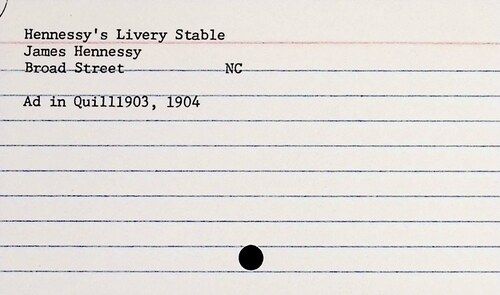 Hennessy's Livery Stable
James Hennessy
Broad Street NC
Ad in Quill1903, 1904